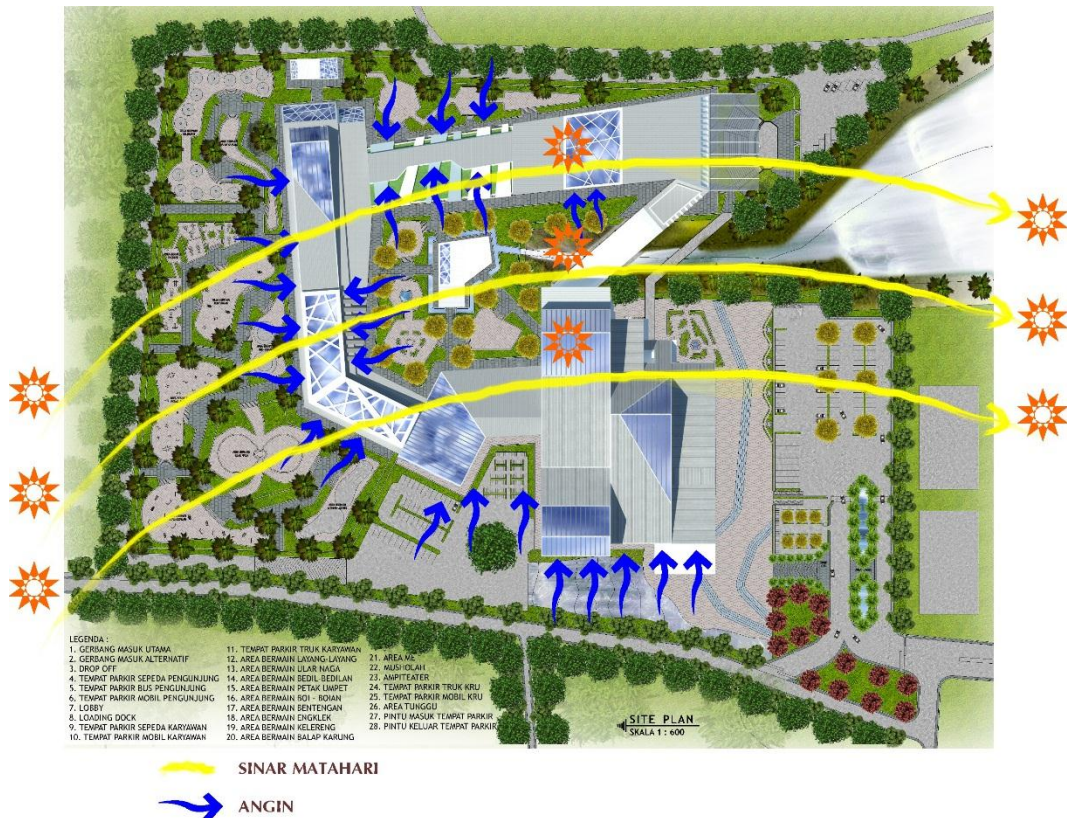 LEGENDA :
1. GERBANG MASUK UTAMA
2. GERBANG MASUK ALTERNATIF
3. DROP OFF
4. TEMPAT PARKIR SEPEDA PENGUNJUNG
5. TEMPAT PARKIR BUS PENGUNJUNG
6. TEMPAT PARKIR MOBIL PENGUNJUNG
7. LOBBY
8. LOADING DOCK
9. TEMPAT PARKIR SEPEDA KARYAWAN
10. TEMPAT PARKIR MOBIL KARYAWAN
11. TEMPAT PARKIR TRUK KARYAWAN
12. AREA BERMAIN LAYANG-LAYANG
13. AREA BERMAIN ULAR NAGA
14. AREA BERMAIN BEDIL-BEDILAN
15. AREA BERMAIN PETAK UMPET
16. AREA BERMAIN BOI - BOIAN
17. AREA BERMAIN BENTENGAN
18. AREA BERMAIN ENGKLEK
19. AREA BERMAIN KELERENG
20. AREA BERMAIN BALAP KARUNG
21. AREA ME
22. MUSHOLAH
23. AMPITEATER
24. TEMPAT PARKIR TRUK KRU
25. TEMPAT PARKIR MOBIL KRU
26. AREA TUNGGU
27. PINTU MASUK TEMPAT PARKIR
28. PINTU KELUAR TEMPAT PARKIR
SITE PLAN
SKALA 1 : 600
SINAR MATAHARI
ANGIN